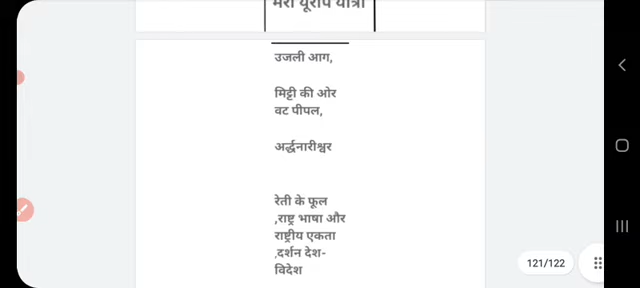 मेरी यूरोप यात्रा
उजली आग,
मिट्टी की ओर
वट पीपल,
अर्द्धनारीश्वर
रेती के फूल
,राष्ट्र भाषा और
राष्ट्रीय एकता
,दर्शन देश-
विदेश
121/122